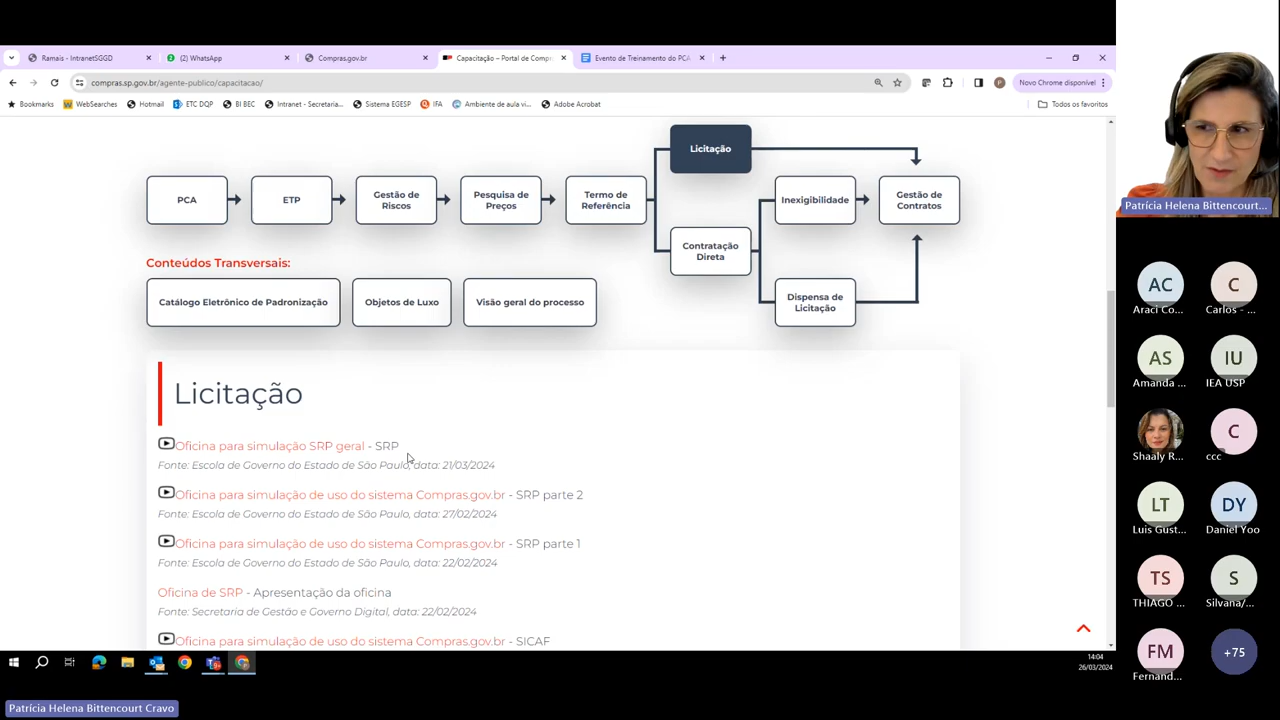 Ramais - IntranetSGGD
(2) WhatsApp
Compras.gov.br
Capacitação – Portal de Compr
Evento de Treinamento do PCA
compras.sp.gov.br/agente-publico/capacitacao/
Novo Chrome disponível
Bookmarks
WebSearches
Hotmail
ETC DQP
BI BEC
Intranet - Secretaria...
Sistema EGESP
IFA
Ambiente de aula vi...
Adobe Acrobat
Todos os favoritos
Licitação
PCA
ETP
Gestão de
Riscos
Pesquisa de
Preços
Termo de
Referência
Inexigibilidade
Gestão de
Contratos
Contratação
Direta
Dispensa de
Licitação
Conteúdos Transversais:
Catálogo Eletrônico de Padronização
Objetos de Luxo
Visão geral do processo
Licitação
Oficina para simulação SRP geral - SRP
Fonte: Escola de Governo do Estado de São Paulo, data: 21/03/2024
Oficina para simulação de uso do sistema Compras.gov.br - SRP parte 2
Fonte: Escola de Governo do Estado de São Paulo, data: 27/02/2024
Oficina para simulação de uso do sistema Compras.gov.br - SRP parte 1
Fonte: Escola de Governo do Estado de São Paulo, data: 22/02/2024
Oficina de SRP - Apresentação da oficina
Fonte: Secretaria de Gestão e Governo Digital, data: 22/02/2024
Oficina para simulação de uso do sistema Compras.gov.br - SICAF
14:04
26/03/2024
Patrícia Helena Bittencourt Cravo
Patrícia Helena Bittencourt...
AC
Araci Co...
C
Carlos - ...
AS
Amanda ...
IU
IEA USP
Shaaly R...
C
ccc
LT
Luis Gust...
DY
Daniel Yoo
TS
THIAGO ...
S
Silvana/...
FM
Fernand...
+75